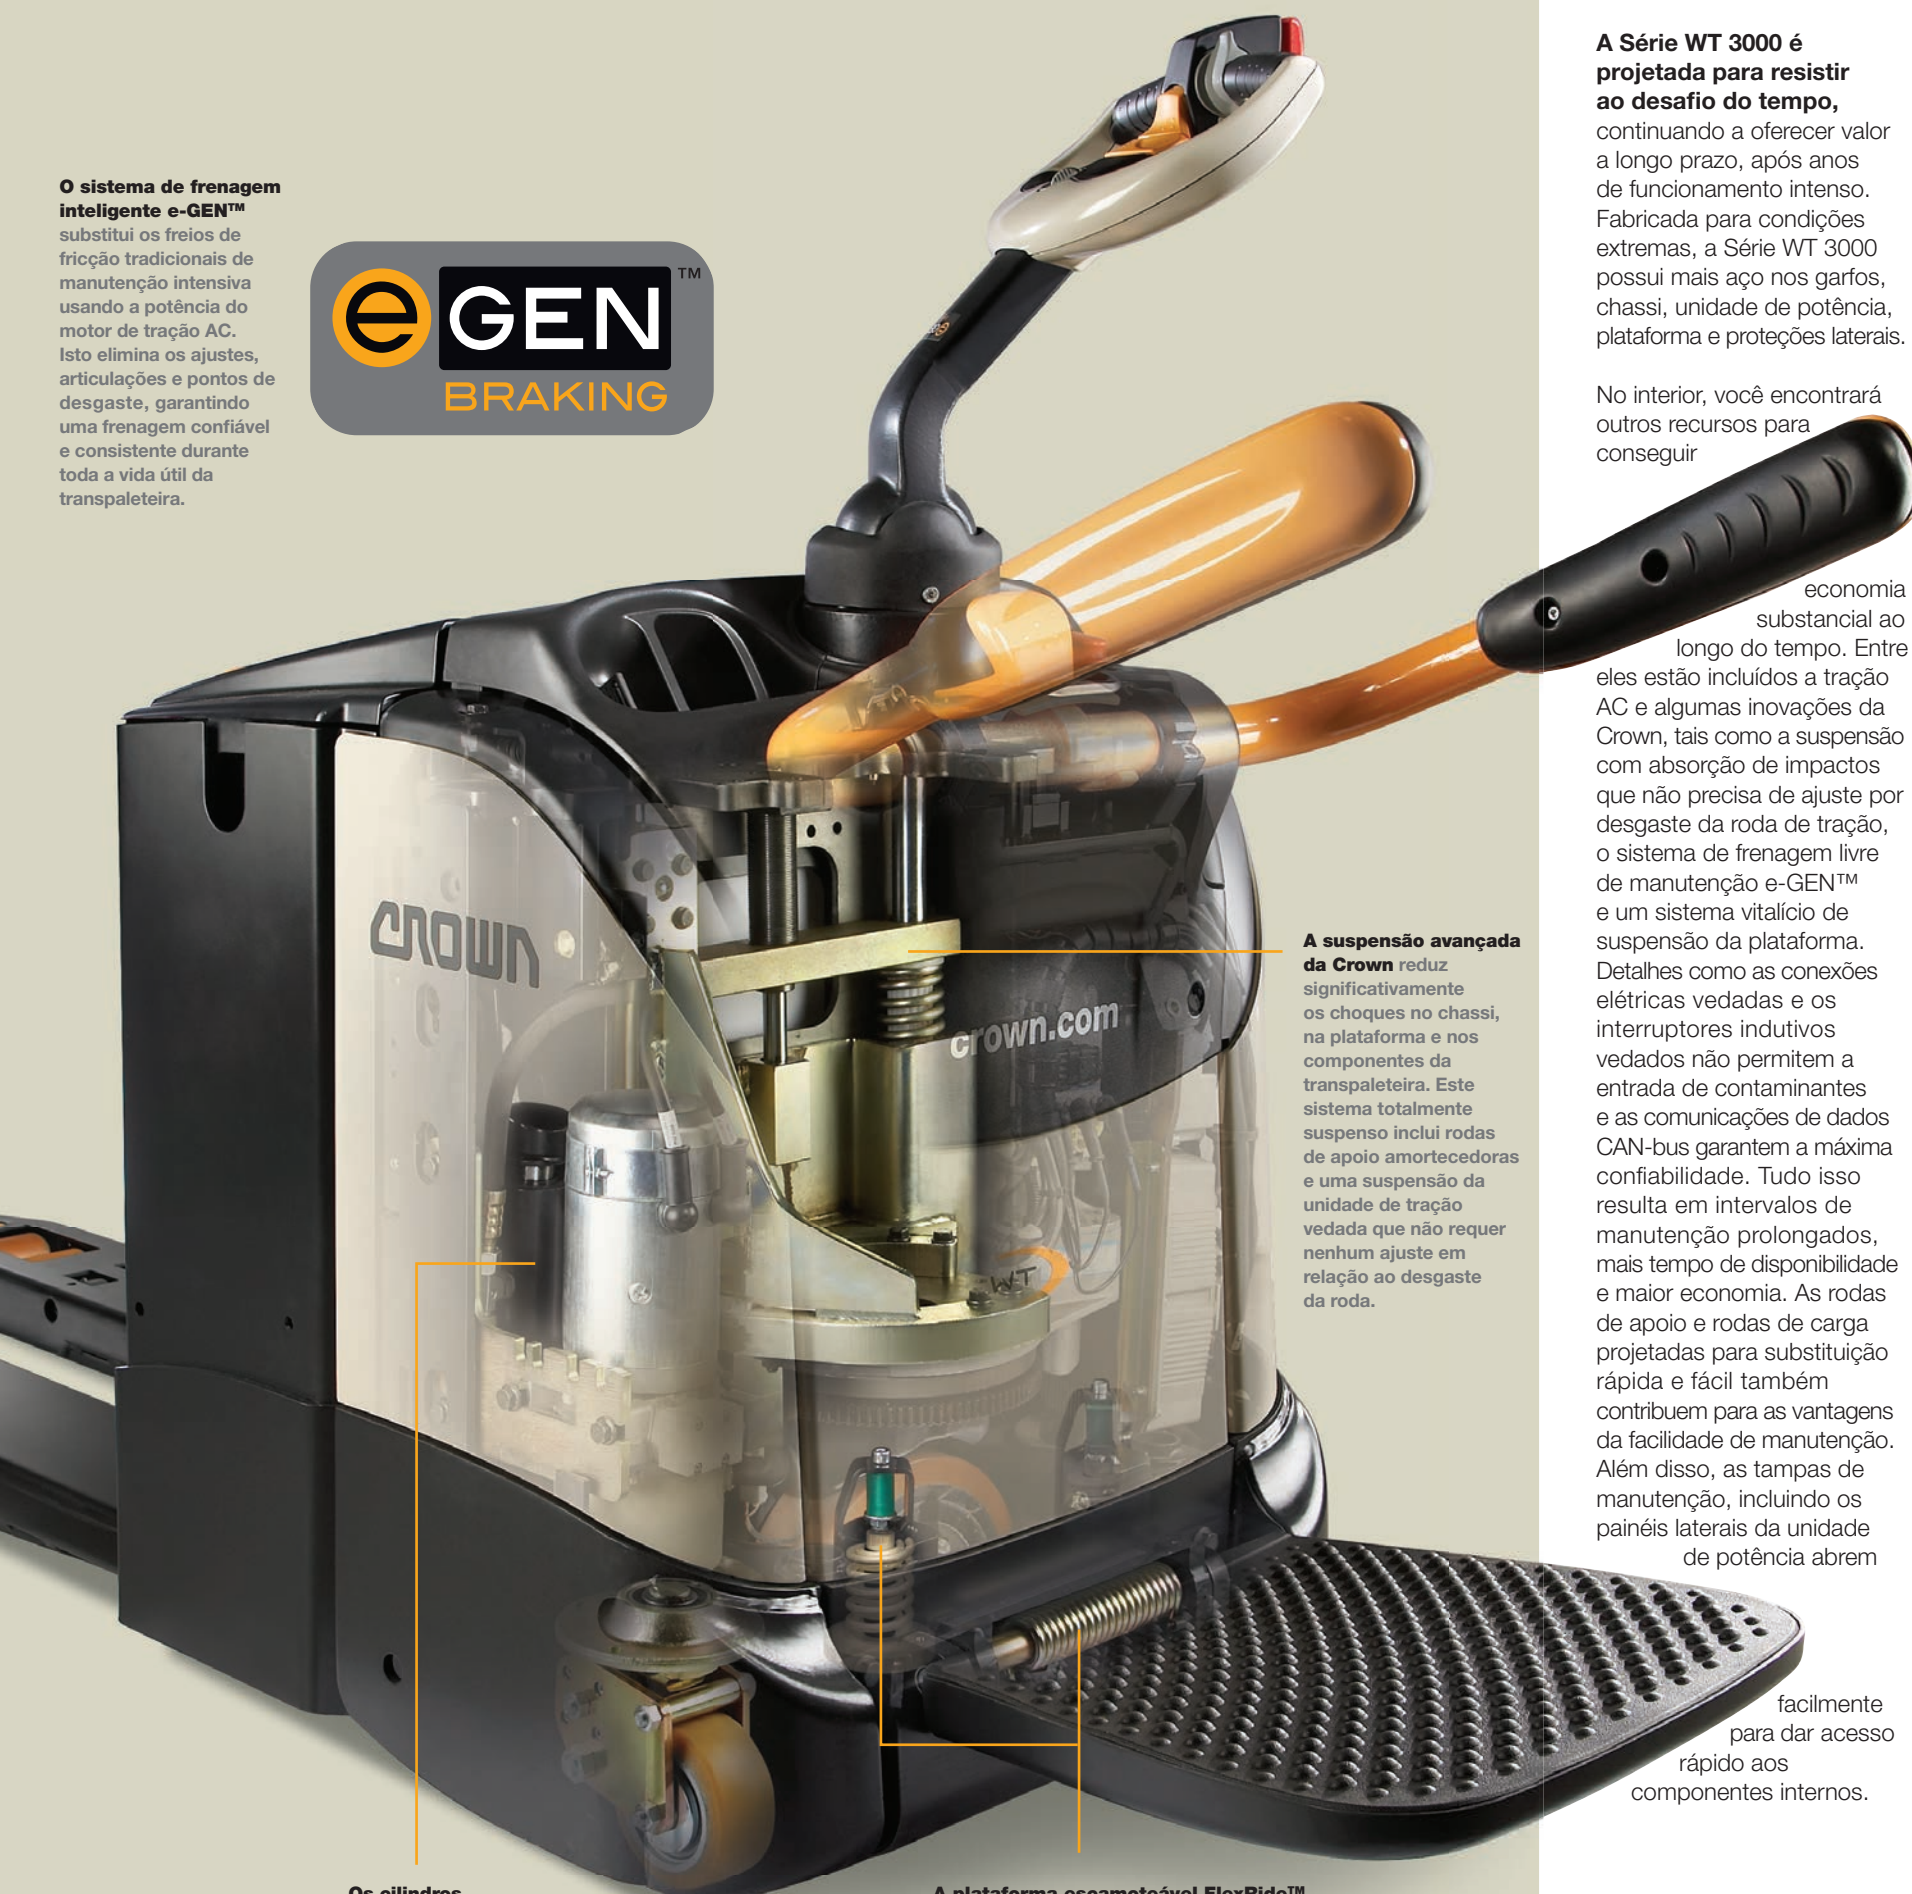 O sistema de frenagem
inteligente e-GEN™
substitui os freios de
fricção tradicionais de
manutenção intensiva
usando a potência do
motor de tração AC.
Isto elimina os ajustes,
articulações e pontos de
desgaste, garantindo
uma frenagem confiável
e consistente durante
toda a vida útil da
transpaleteira.
e GEN™
BRAKING
CROWN
crown.com
WT
A suspensão avançada
da Crown reduz
significativamente
os choques no chassi,
na plataforma e nos
componentes da
transpaleteira. Este
sistema totalmente
suspenso inclui rodas
de apoio amortecedoras
e uma suspensão da
unidade de tração
vedada que não requer
nenhum ajuste em
relação ao desgaste
da roda.
Os cilindros
A plataforma escamoteável FlexRide™
A Série WT 3000 é
projetada para resistir
ao desafio do tempo,
continuando a oferecer valor
a longo prazo, após anos
de funcionamento intenso.
Fabricada para condições
extremas, a Série WT 3000
possui mais aço nos garfos,
chassi, unidade de potência,
plataforma e proteções laterais.
No interior, você encontrará
outros recursos para
conseguir
economia
substancial ao
longo do tempo. Entre
eles estão incluídos a tração
AC e algumas inovações da
Crown, tais como a suspensão
com absorção de impactos
que não precisa de ajuste por
desgaste da roda de tração,
o sistema de frenagem livre
de manutenção e-GEN™
e um sistema vitalício de
suspensão da plataforma.
Detalhes como as conexões
elétricas vedadas e os
interruptores indutivos
vedados não permitem a
entrada de contaminantes
e as comunicações de dados
CAN-bus garantem a máxima
confiabilidade. Tudo isso
resulta em intervalos de
manutenção prolongados,
mais tempo de disponibilidade
e maior economia. As rodas
de apoio e rodas de carga
projetadas para substituição
rápida e fácil também
contribuem para as vantagens
da facilidade de manutenção.
Além disso, as tampas de
manutenção, incluindo os
painéis laterais da unidade
de potência abrem
facilmente
para dar acesso
rápido aos
componentes internos.